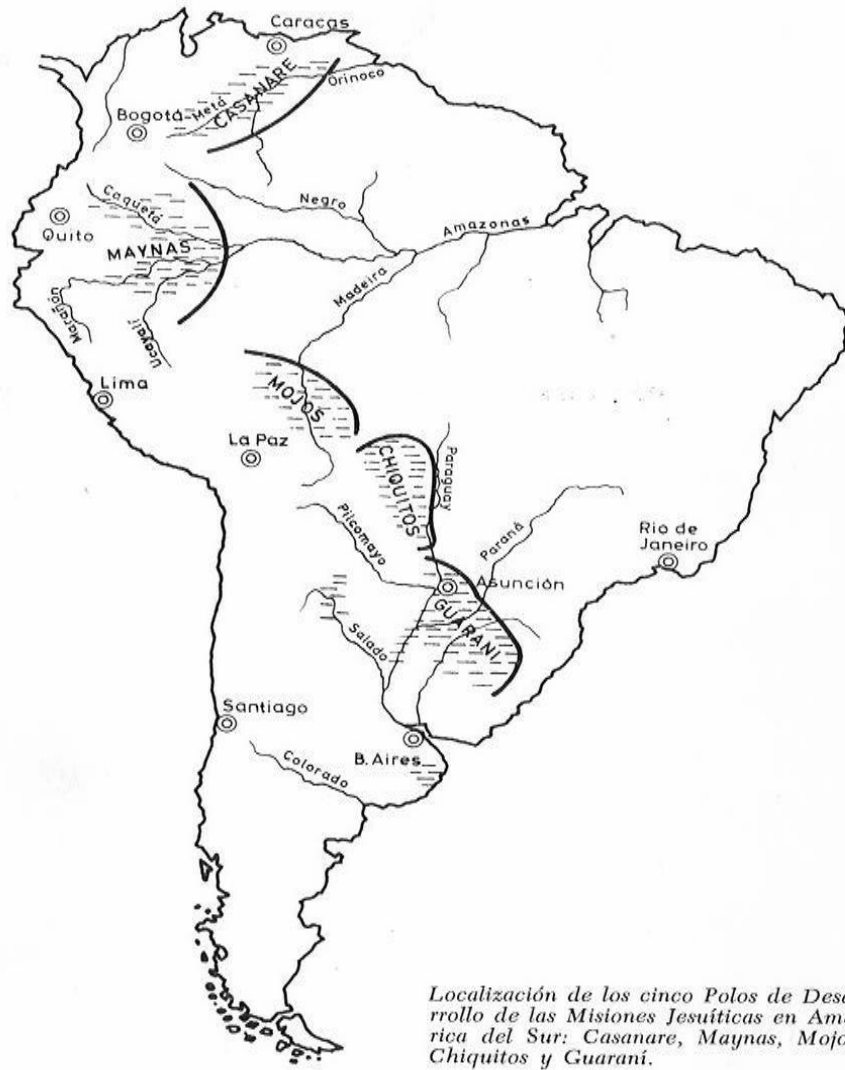 Caracas
Orinoco
CASANARE
Metá
Bogotá
Caquetá
Negro
Quito
Amazonas
MAYNAS
Madeira
Marañón
Ucayali
Lima
MOJOS
La Paz
CHIQUITOS
Paraguay
Pilcomayo
Paraná
Rio de
Janeiro
Asunción
GUARANI
Salado
Santiago
B. Aires
Colorado
Localización de los cinco Polos de Desa
rrollo de las Misiones Jesuíticas en Amé
rica del Sur: Casanare, Maynas, Mojo
Chiquitos y Guaraní.